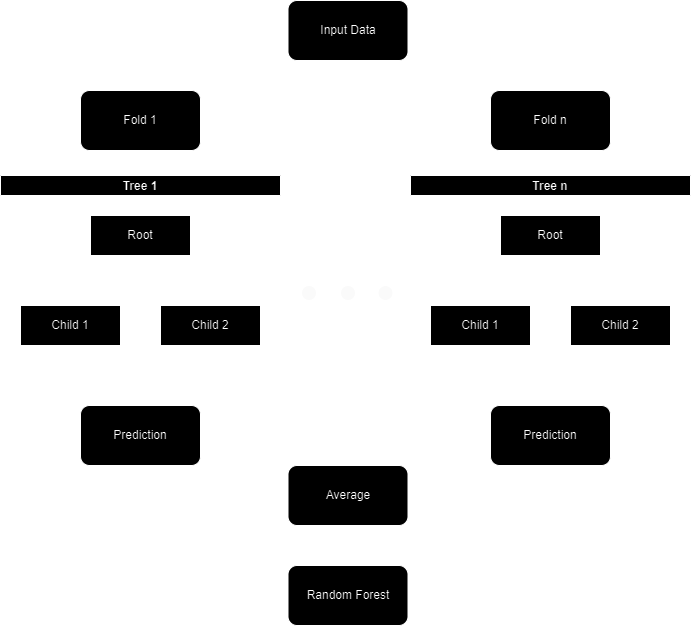 Input Data
Fold 1
Fold n
Tree 1
Tree n
Root
Root
Child 1
Child 2
Child 1
Child 2
Prediction
Prediction
Average
Random Forest